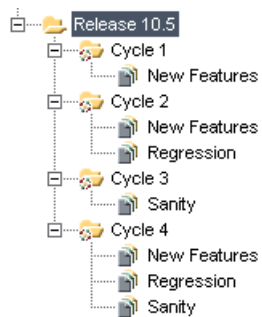 Release 10.5
Cycle 1
New Features
Cycle 2
New Features
Regression
Cycle 3
Sanity
Cycle 4
New Features
Regression
Sanity